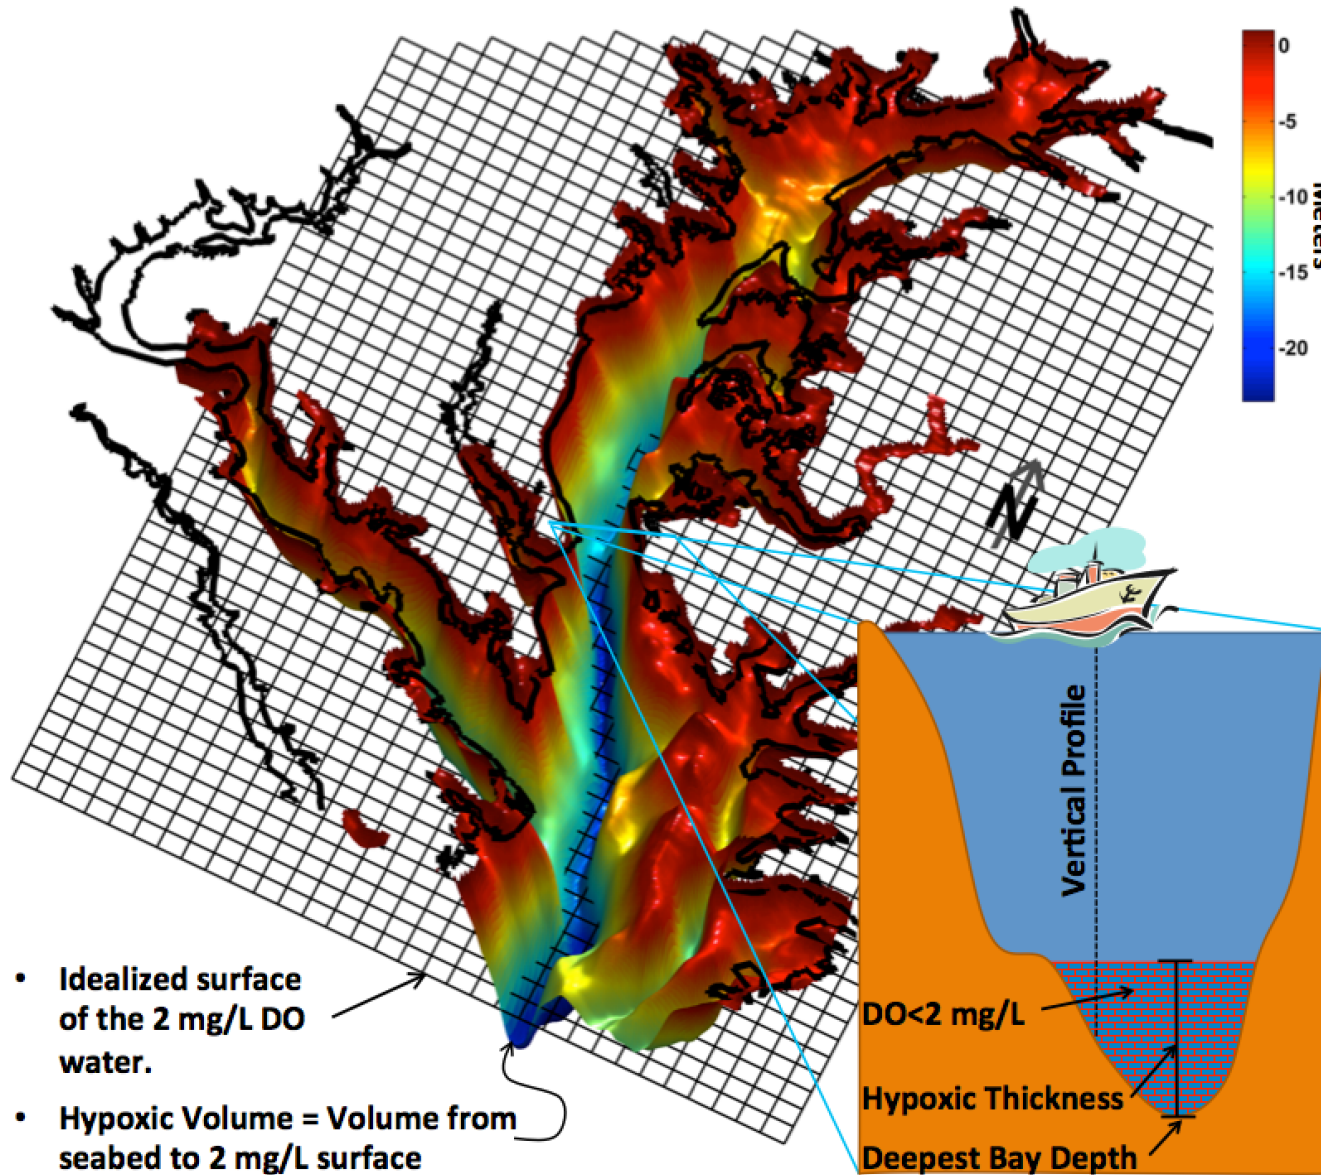 0
-5
-10
-15
-20
Meters
N
Vertical Profile
DO<2 mg/L
Hypoxic Thickness
Deepest Bay Depth
• Idealized surface
of the 2 mg/L DO
water.
• Hypoxic Volume = Volume from
seabed to 2 mg/L surface